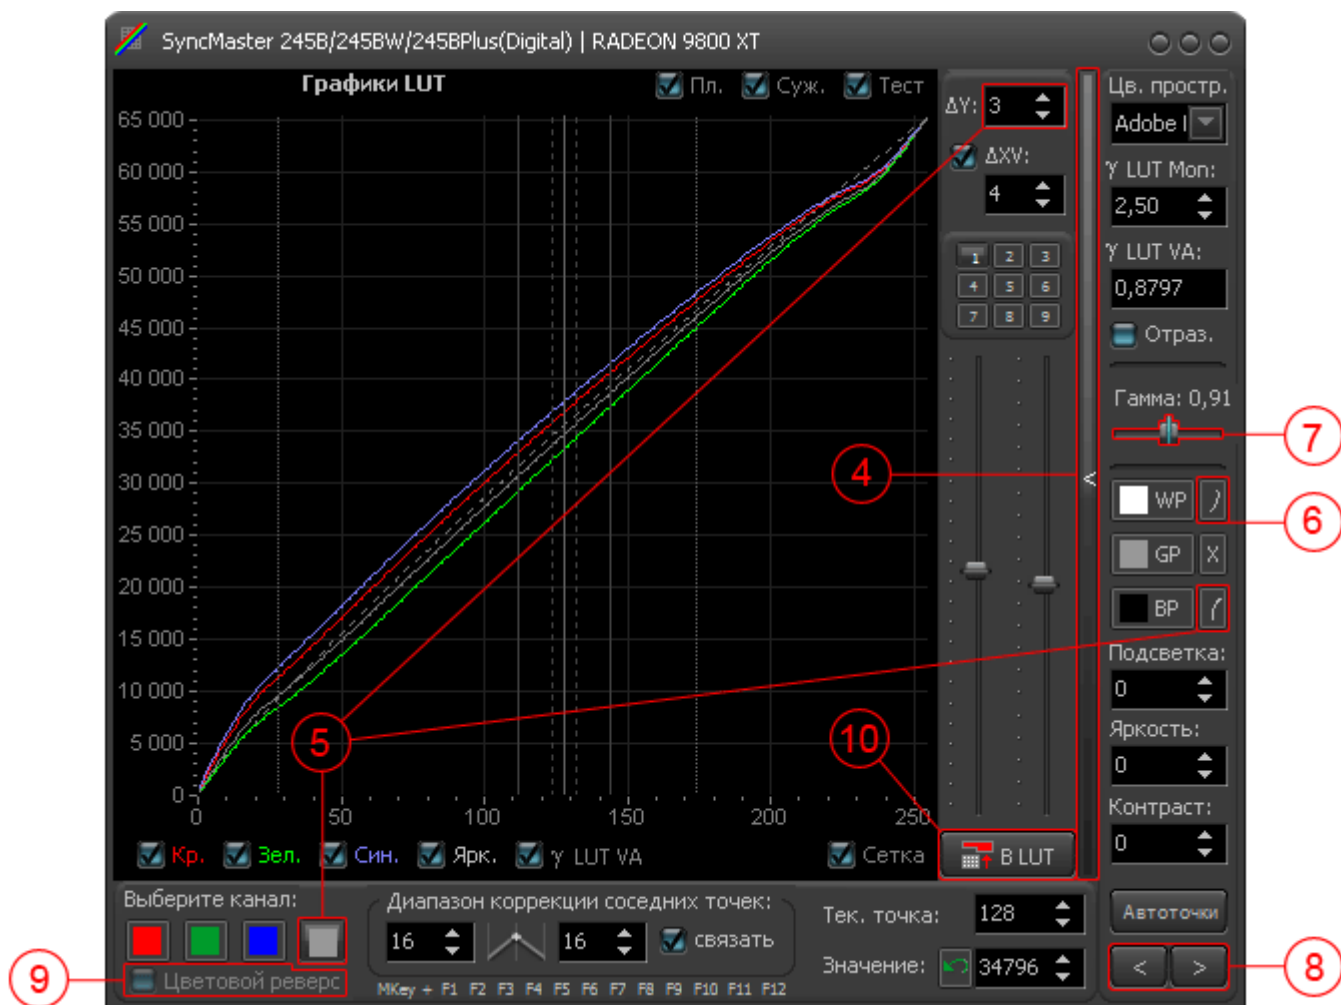 SyncMaster 245B/245BW/245BPlus(Digital) | RADEON 9800 XT
Графики LUT
Пл.
Суж.
Тест
65 000
60 000
55 000
50 000
45 000
40 000
35 000
30 000
25 000
20 000
15 000
10 000
5 000
0
0
50
100
150
200
250
Кр.
Зел.
Син.
Ярк.
γ LUT VA
Сетка
ΔY: 3
ΔXV:
4
1 2 3
4 5 6
7 8 9
В LUT
Цв. простр.
Adobe
γ LUT Mon:
2,50
γ LUT VA:
0,8797
Отраз.
Гамма: 0,91
WP
GP X
BP
Подсветка:
0
Яркость:
0
Контраст:
0
Автоточки
< >
<
Выберите канал:
Цветовой реверс
Диапазон коррекции соседних точек:
16
16
связать
MKey + F1 F2 F3 F4 F5 F6 F7 F8 F9 F10 F11 F12
Тек. точка: 128
Значение: 34796
4
5
6
7
8
9
10